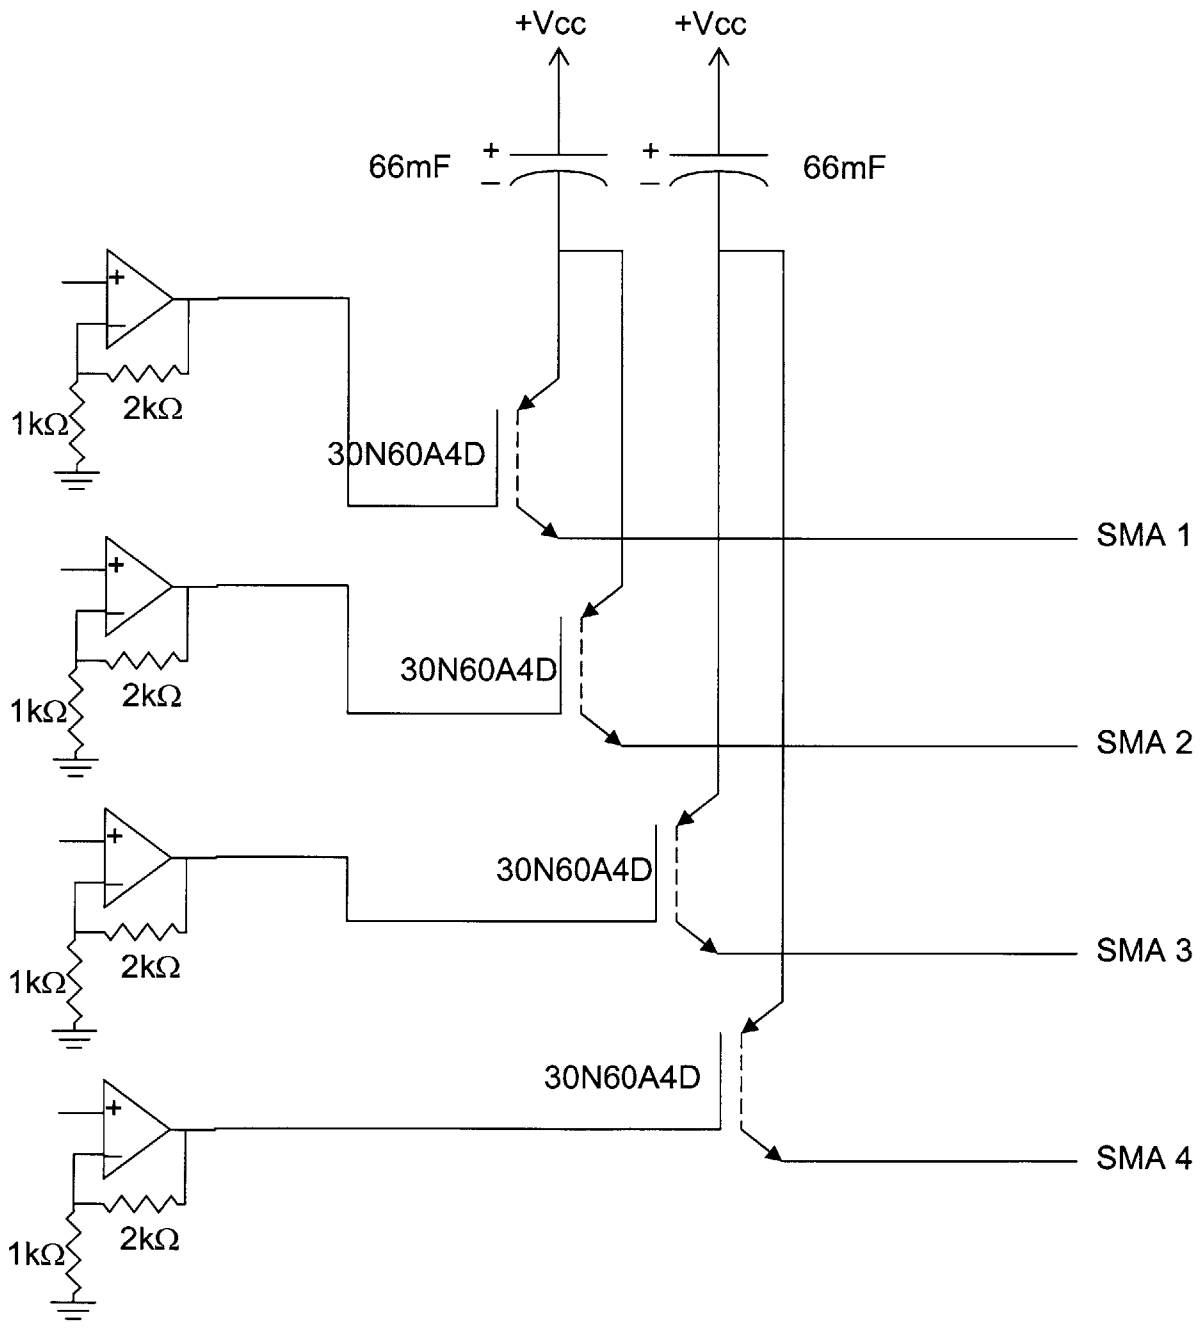 +Vcc +Vcc
66mF + − + − 66mF
+
−
2kΩ
1kΩ
30N60A4D
SMA 1
+
−
2kΩ
1kΩ
30N60A4D
SMA 2
+
−
2kΩ
1kΩ
30N60A4D
SMA 3
+
−
2kΩ
1kΩ
30N60A4D
SMA 4